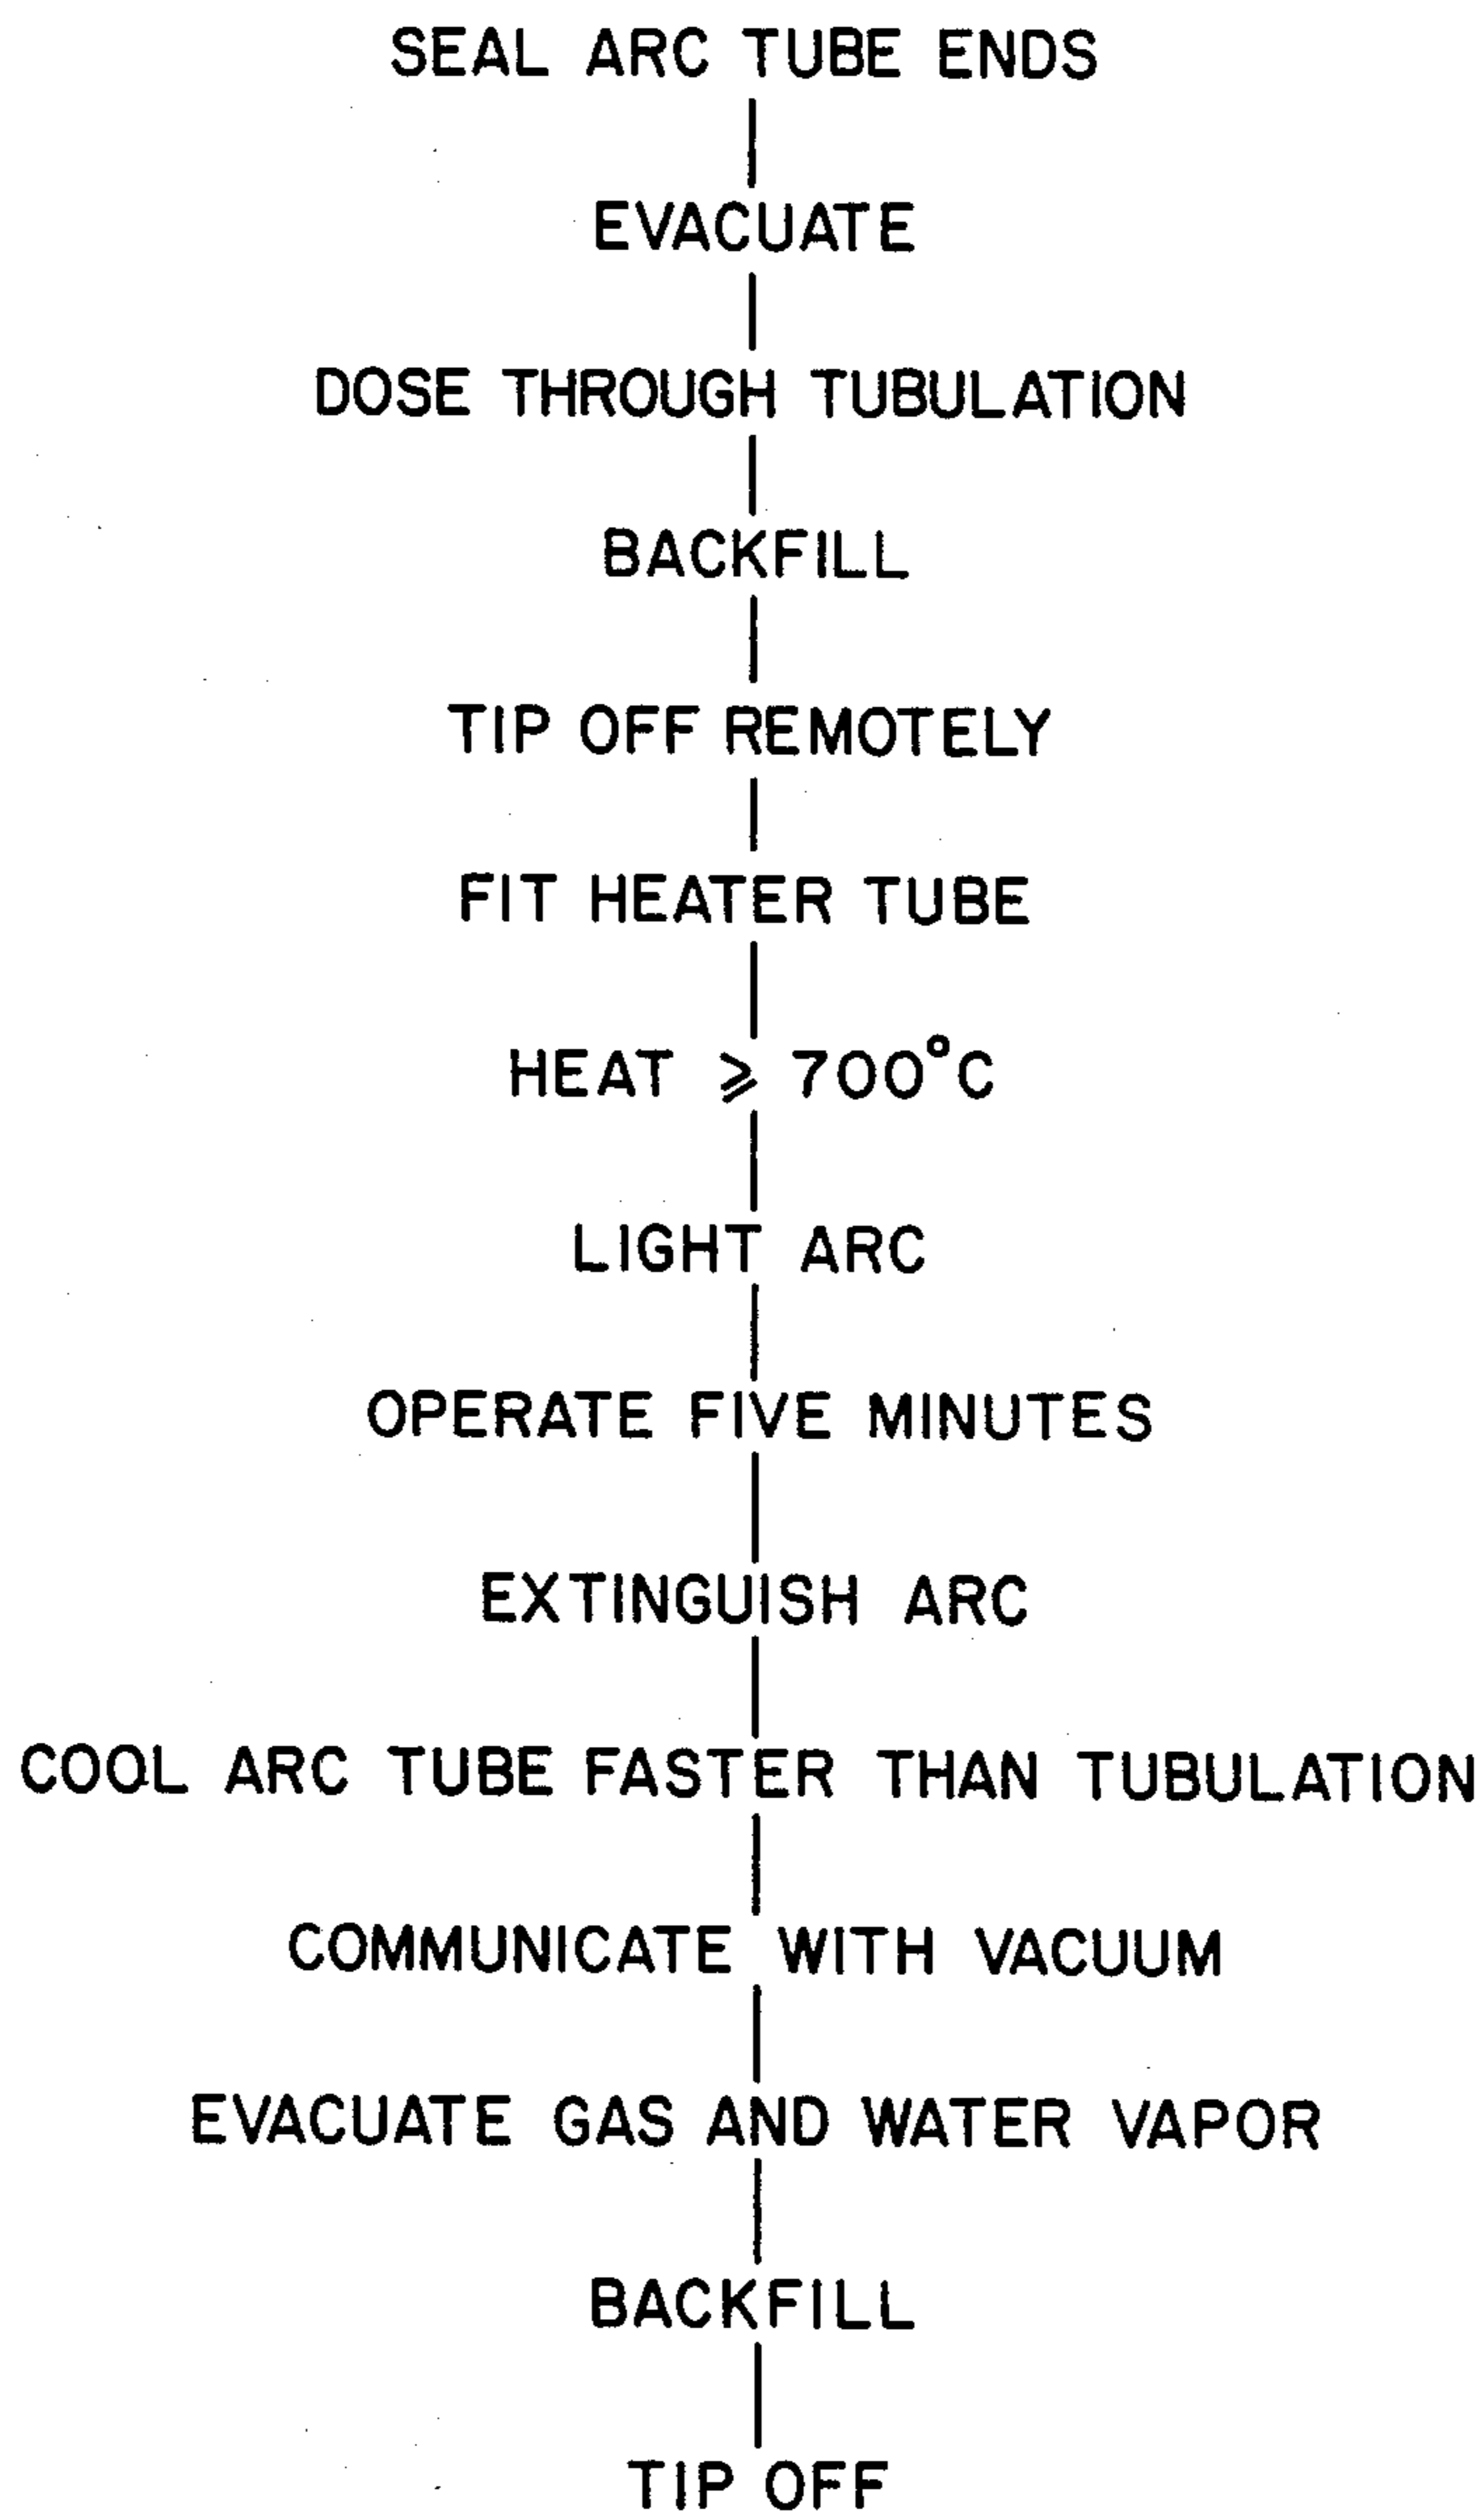 SEAL ARC TUBE ENDS
EVACUATE
DOSE THROUGH TUBULATION
BACKFILL
TIP OFF REMOTELY
FIT HEATER TUBE
HEAT ⩾ 700°C
LIGHT ARC
OPERATE FIVE MINUTES
EXTINGUISH ARC
COOL ARC TUBE FASTER THAN TUBULATION
COMMUNICATE WITH VACUUM
EVACUATE GAS AND WATER VAPOR
BACKFILL
TIP OFF